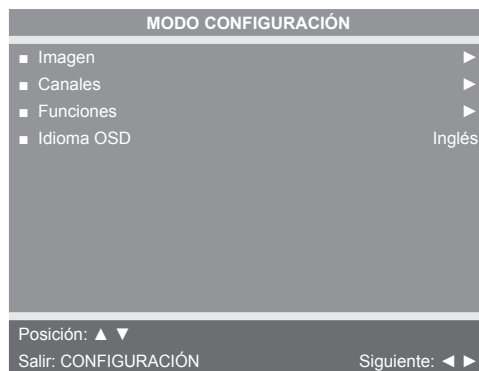 MODO CONFIGURACIÓN
■ Imagen ►
■ Canales ►
■ Funciones ►
■ Idioma OSD Inglés
Posición: ▲ ▼
Salir: CONFIGURACIÓN Siguiente: ◄ ►